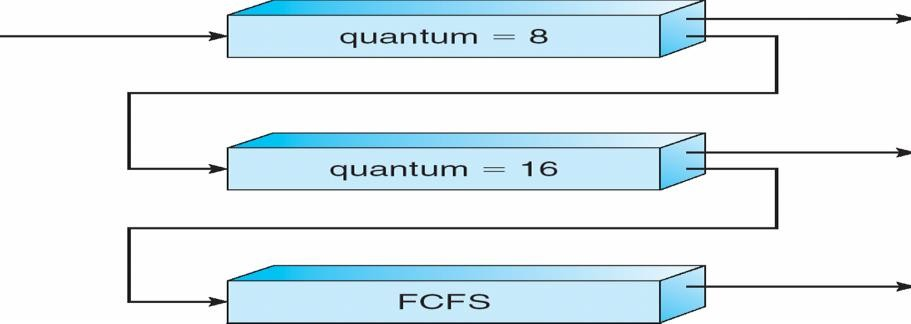 quantum = 8
quantum = 16
FCFS